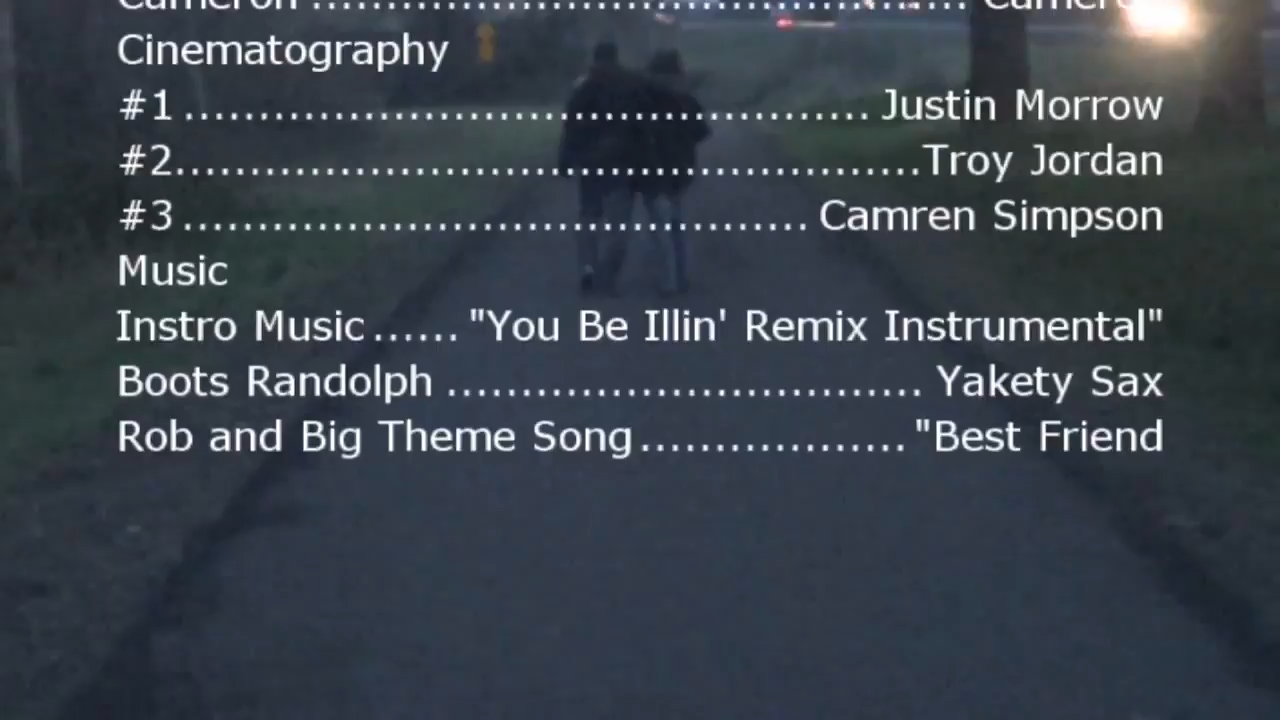 Cameron ........................................................
Cinematography
#1 ............................................. Justin Morrow
#2.................................................Troy Jordan
#3 ......................................... Camren Simpson
Music
Instro Music ...... "You Be Illin' Remix Instrumental"
Boots Randolph ............................... Yakety Sax
Rob and Big Theme Song.................. "Best Friend